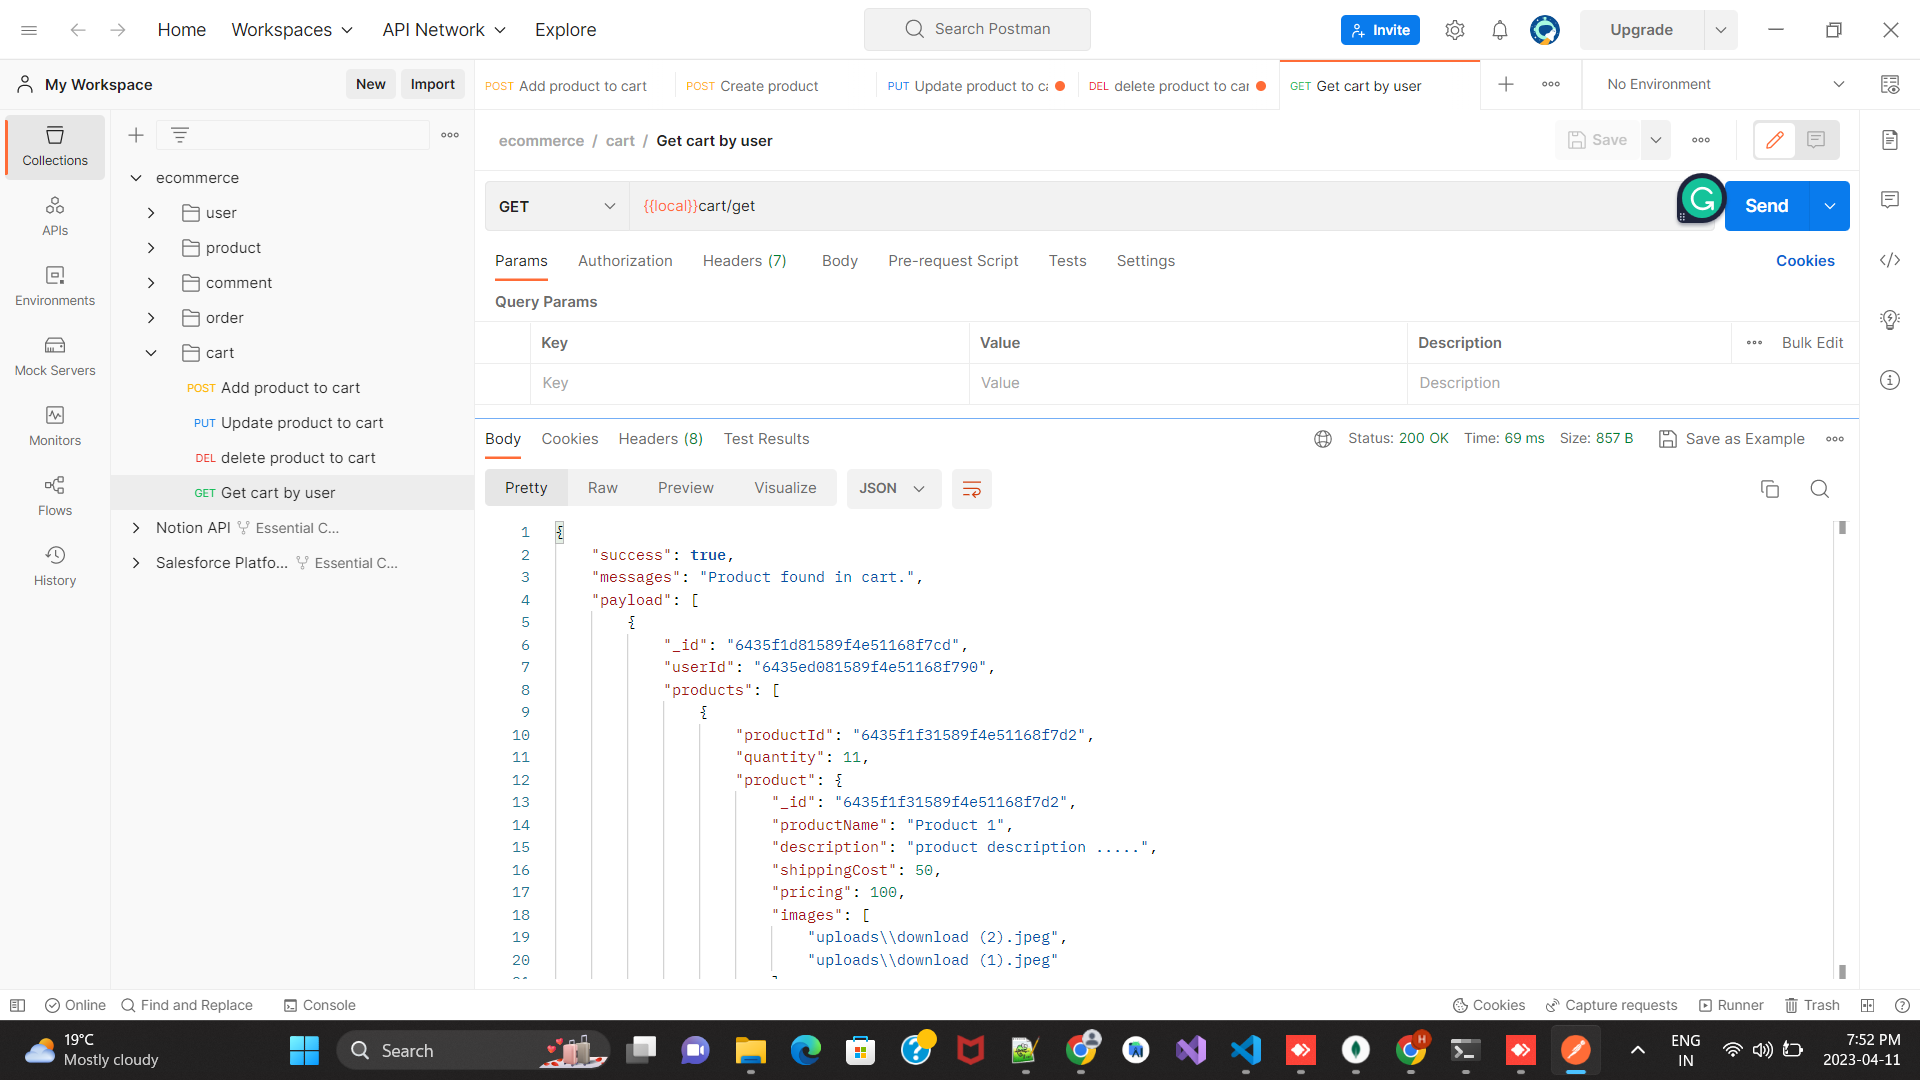 Home Workspaces API Network Explore Search Postman Invite Upgrade
My Workspace New Import POST Add product to cart POST Create product PUT Update product to ca DEL delete product to car GET Get cart by user No Environment
Collections
APIs
Environments
Mock Servers
Monitors
Flows
History
ecommerce
user
product
comment
order
cart
POST Add product to cart
PUT Update product to cart
DEL delete product to cart
GET Get cart by user
Notion API Essential C...
Salesforce Platfo... Essential C...
ecommerce / cart / Get cart by user Save
GET {{local}}cart/get Send
Params Authorization Headers (7) Body Pre-request Script Tests Settings Cookies
Query Params
Key Value Description Bulk Edit
Key Value Description
Body Cookies Headers (8) Test Results Status: 200 OK Time: 69 ms Size: 857 B Save as Example
Pretty Raw Preview Visualize JSON
1 {
2 "success": true,
3 "messages": "Product found in cart.",
4 "payload": [
5 {
6 "_id": "6435f1d81589f4e51168f7cd",
7 "userId": "6435ed081589f4e51168f790",
8 "products": [
9 {
10 "productId": "6435f1f31589f4e51168f7d2",
11 "quantity": 11,
12 "product": {
13 "_id": "6435f1f31589f4e51168f7d2",
14 "productName": "Product 1",
15 "description": "product description .....",
16 "shippingCost": 50,
17 "pricing": 100,
18 "images": [
19 "uploads\\download (2).jpeg",
20 "uploads\\download (1).jpeg"
Online Find and Replace Console Cookies Capture requests Runner Trash
19°C
Mostly cloudy
Search
H
ENG
IN
7:52 PM
2023-04-11